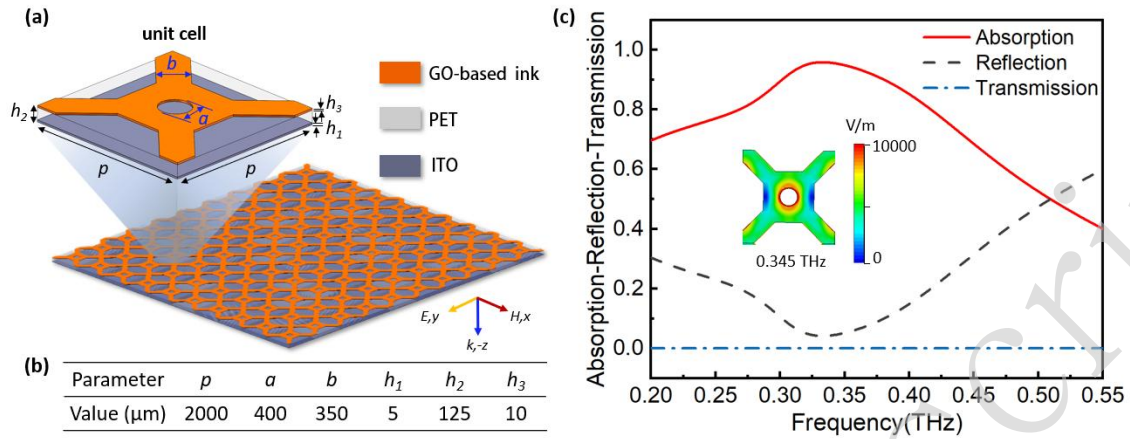 (a)
unit cell
b
a
h2
h3
h1
p
p
GO-based ink
PET
ITO
E,y
H,x
k,-z
(b)
Parameter p a b h1 h2 h3
Value (μm) 2000 400 350 5 125 10
(c)
Absorption-Reflection-Transmission
1.0
0.8
0.6
0.4
0.2
0.0
Absorption
Reflection
Transmission
V/m
10000
0
0.345 THz
0.20 0.25 0.30 0.35 0.40 0.45 0.50 0.55
Frequency(THz)